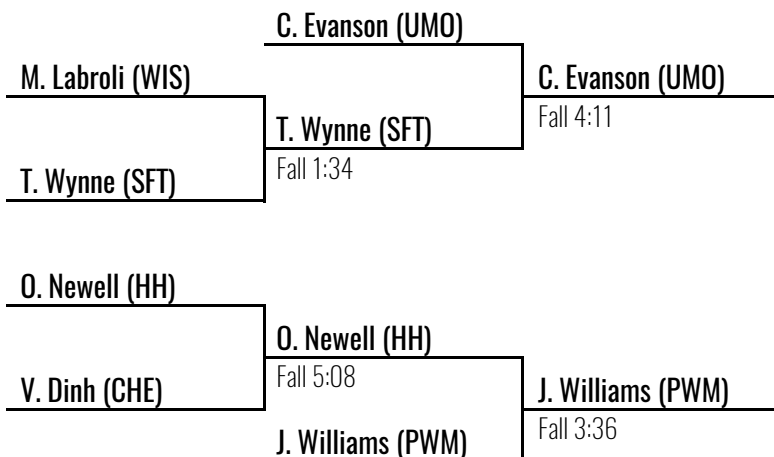 C. Evanson (UMO)
M. Labroli (WIS)
C. Evanson (UMO)
Fall 4:11
T. Wynne (SFT)
Fall 1:34
T. Wynne (SFT)
O. Newell (HH)
O. Newell (HH)
Fall 5:08
V. Dinh (CHE)
J. Williams (PWM)
Fall 3:36
J. Williams (PWM)